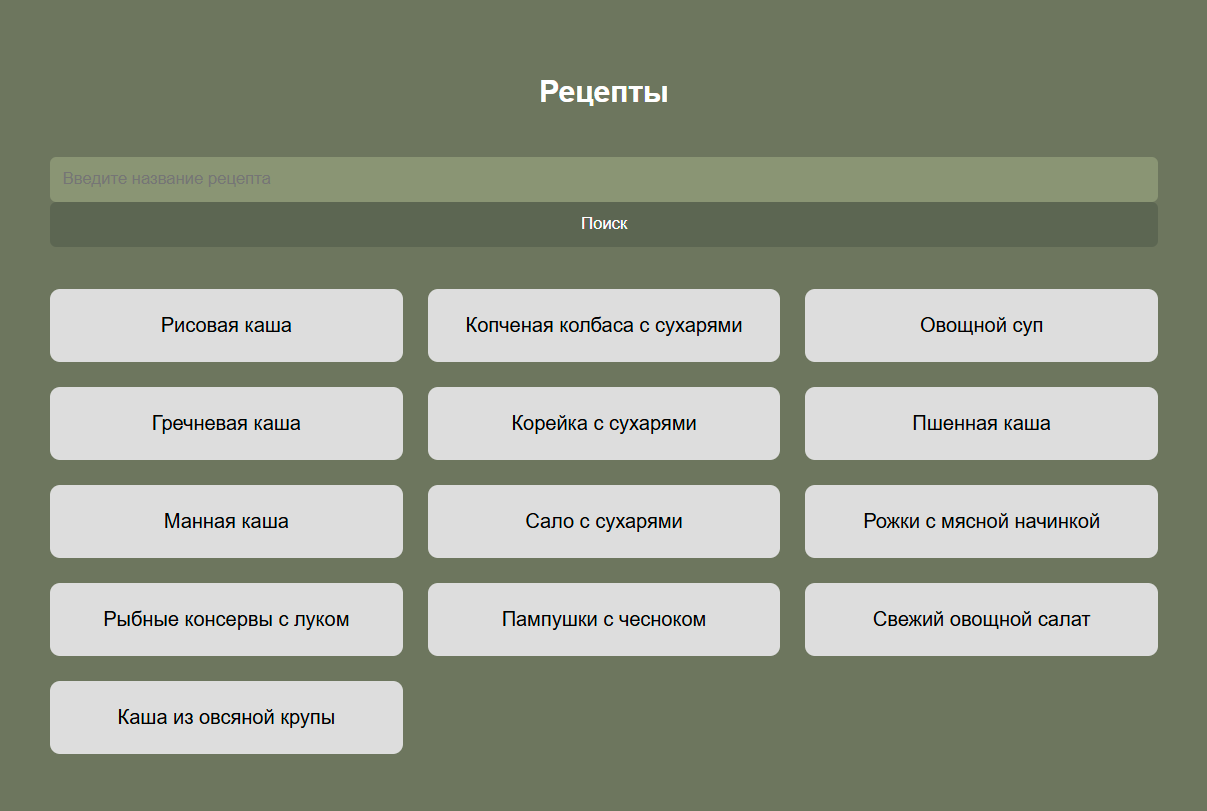 Рецепты
Введите название рецепта
Поиск
Рисовая каша
Копченая колбаса с сухарями
Овощной суп
Гречневая каша
Корейка с сухарями
Пшенная каша
Манная каша
Сало с сухарями
Рожки с мясной начинкой
Рыбные консервы с луком
Пампушки с чесноком
Свежий овощной салат
Каша из овсяной крупы